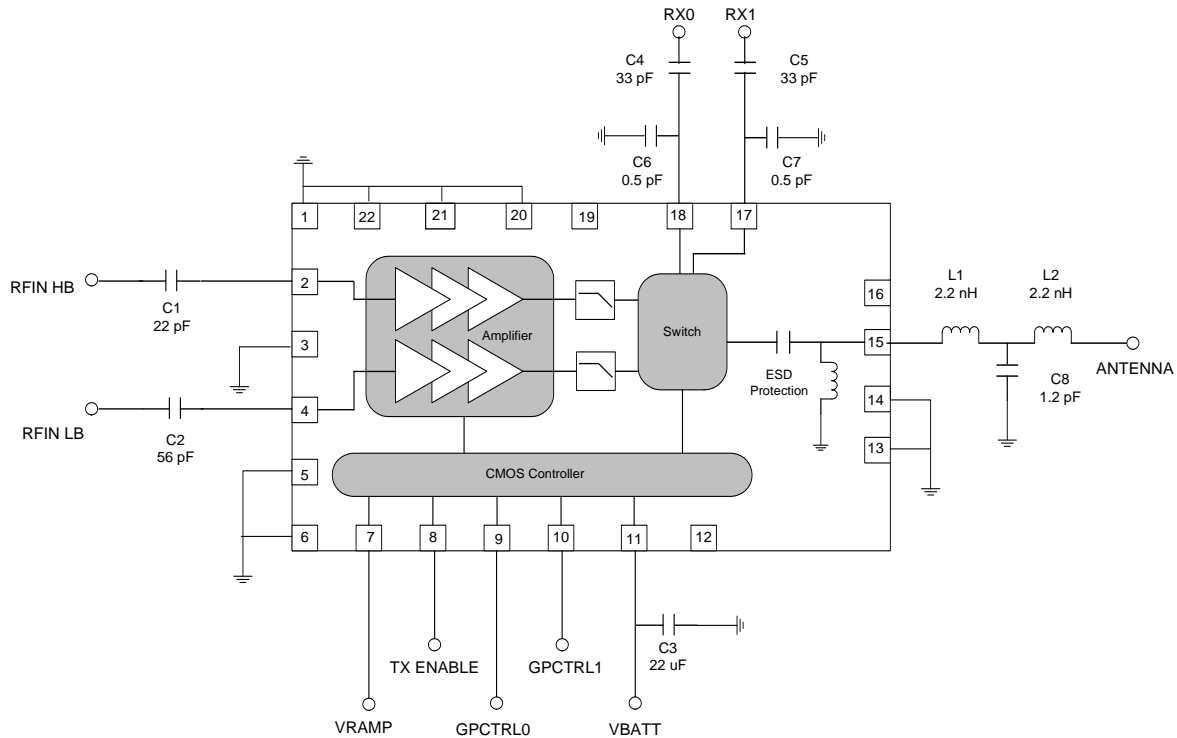 RX0 RX1
C4
33 pF
C5
33 pF
C6
0.5 pF
C7
0.5 pF
1 22 21 20 19 18 17
RFIN HB
C1
22 pF
2
3
4
5
6
RFIN LB
C2
56 pF
Amplifier
Switch
ESD
Protection
CMOS Controller
16
15
14
13
L1
2.2 nH
L2
2.2 nH
C8
1.2 pF
ANTENNA
7 8 9 10 11 12
C3
22 uF
TX ENABLE
GPCTRL1
VRAMP
GPCTRL0
VBATT